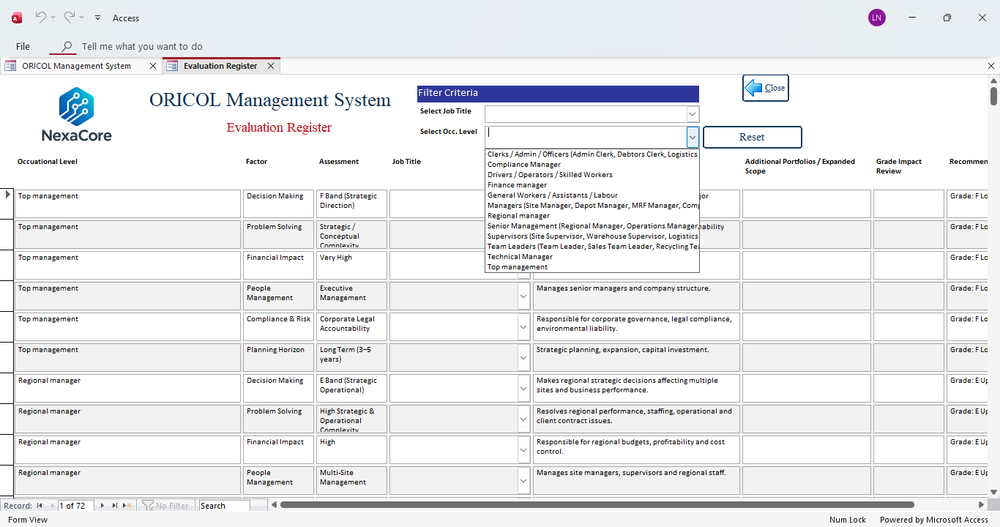 Access
LN
File
Tell me what you want to do
ORICOL Management System
Evaluation Register
NexaCore
ORICOL Management System
Evaluation Register
Filter Criteria
Select Job Title
Select Occ. Level
Close
Reset
Clerks / Admin / Officers (Admin Clerk, Debtors Clerk, Logistics
Compliance Manager
Drivers / Operators / Skilled Workers
Finance manager
General Workers / Assistants / Labour
Managers (Site Manager, Depot Manager, MRF Manager, Comp
Regional manager
Senior Management (Regional Manager, Operations Manager,
Supervisors (Site Supervisor, Warehouse Supervisor, Logistics
Team Leaders (Team Leader, Sales Team Leader, Recycling Tea
Technical Manager
Top management
Occuational Level
Factor
Assessment
Job Title
Additional Portfolios / Expanded
Scope
Grade Impact
Review
Recommen
Top management
Decision Making
F Band (Strategic
Direction)
jor
Grade: F Lo
Top management
Problem Solving
Strategic /
Conceptual
Complexity
nability
Grade: F Lo
Top management
Financial Impact
Very High
Grade: F Lo
Top management
People
Management
Executive
Management
Manages senior managers and company structure.
Grade: F Lo
Top management
Compliance & Risk
Corporate Legal
Accountability
Responsible for corporate governance, legal compliance,
environmental liability.
Grade: F Lo
Top management
Planning Horizon
Long Term (3–5
years)
Strategic planning, expansion, capital investment.
Grade: F Lo
Regional manager
Decision Making
E Band (Strategic
Operational)
Makes regional strategic decisions affecting multiple
sites and business performance.
Grade: E Up
Regional manager
Problem Solving
High Strategic &
Operational
Complexity
Resolves regional performance, staffing, operational and
client contract issues.
Grade: E Up
Regional manager
Financial Impact
High
Responsible for regional budgets, profitability and cost
control.
Grade: E Up
Regional manager
People
Management
Multi-Site
Management
Manages site managers, supervisors and regional staff.
Grade: E Up
Record:
1 of 72
No Filter
Search
Form View
Num Lock
Powered by Microsoft Access